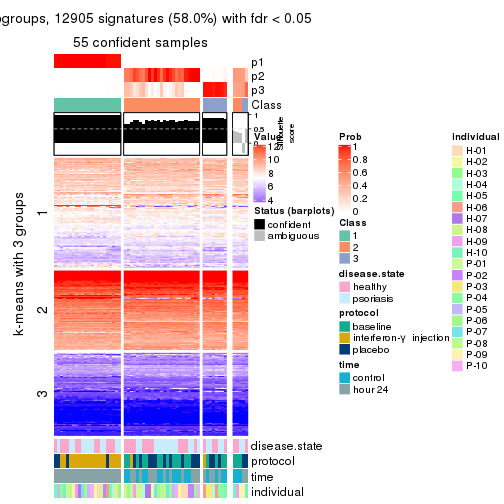 ogroups, 12905 signatures (58.0%) with fdr < 0.05
55 confident samples
p1
p2
p3
Class
1
0.5
0
Silhouette
score
k-means with 3 groups
1
2
3
disease.state
protocol
time
individual
Value
12
10
8
6
4
Status (barplots)
confident
ambiguous
Prob
1
0.8
0.6
0.4
0.2
0
Class
1
2
3
disease.state
healthy
psoriasis
protocol
baseline
interferon-γ injection
placebo
time
control
hour 24
individual
H-01
H-02
H-03
H-04
H-05
H-06
H-07
H-08
H-09
H-10
P-01
P-02
P-03
P-04
P-05
P-06
P-07
P-08
P-09
P-10